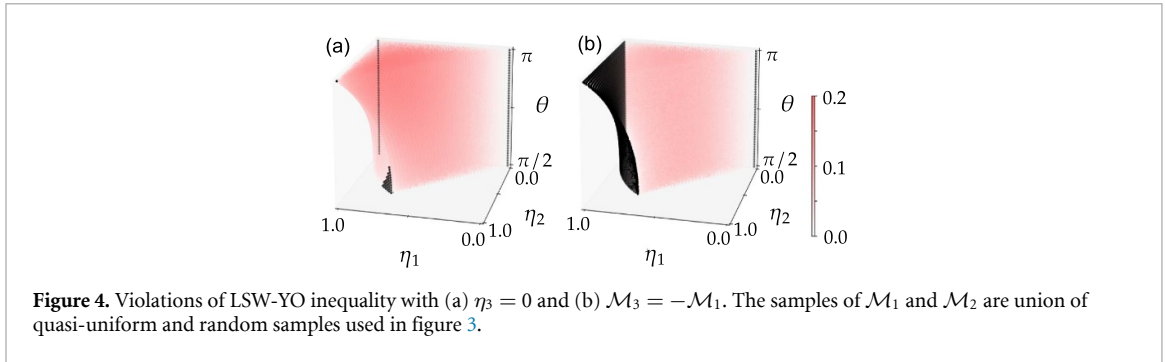 (a)
π
θ
π/2
0.0
η₂
1.0
0.0
η₁
1.0
(b)
π
θ
π/2
0.0
η₂
1.0
0.0
η₁
1.0
0.2
0.1
0.0
Figure 4. Violations of LSW-YO inequality with (a) η₃ = 0 and (b) ℳ₃ = −ℳ₁. The samples of ℳ₁ and ℳ₂ are union of
quasi-uniform and random samples used in figure 3.